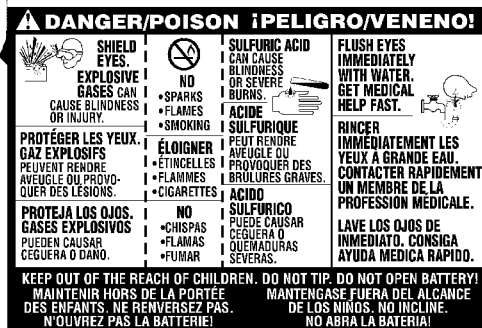 DANGER/POISON ¡PELIGRO/VENENO!
SHIELD
EYES.
EXPLOSIVE
GASES CAN
CAUSE BLINDNESS
OR INJURY.
PROTÉGER LES YEUX.
GAZ EXPLOSIFS
PEUVENT RENDRE
AVEUGLE OU PROVO-
QUER DES LÉSIONS.
PROTEJA LOS OJOS.
GASES EXPLOSIVOS
PUEDEN CAUSAR
CEGUERA O DANO.
NO
•SPARKS
•FLAMES
•SMOKING
ÉLOIGNER
•ÉTINCELLES
•FLAMMES
•CIGARETTES
NO
•CHISPAS
•FLAMAS
•FUMAR
SULFURIC ACID
CAN CAUSE
BLINDNESS
OR SEVERE
BURNS.
ACIDE
SULFURIQUE
PEUT RENDRE
AVEUGLE OU
PROVOQUER DES
BRÛLURES GRAVES.
ACIDO
SULFURICO
PUEDE CAUSAR
CEGUERA O
QUEMADURAS
SEVERAS.
FLUSH EYES
IMMEDIATELY
WITH WATER.
GET MEDICAL
HELP FAST.
RINCER
IMMÉDIATEMENT LES
YEUX À GRANDE EAU.
CONTACTER RAPIDEMENT
UN MEMBRE DE LA
PROFESSION MÉDICALE.
LAVE LOS OJOS DE
INMEDIATO. CONSIGA
AYUDA MEDICA RAPIDO.
KEEP OUT OF THE REACH OF CHILDREN. DO NOT TIP. DO NOT OPEN BATTERY!
MAINTENIR HORS DE LA PORTÉE
DES ENFANTS. NE RENVERSEZ PAS.
N'OUVREZ PAS LA BATTERIE!
MANTENGASE FUERA DEL ALCANCE
DE LOS NIÑOS. NO INCLINE.
NO ABRA LA BATERIA!